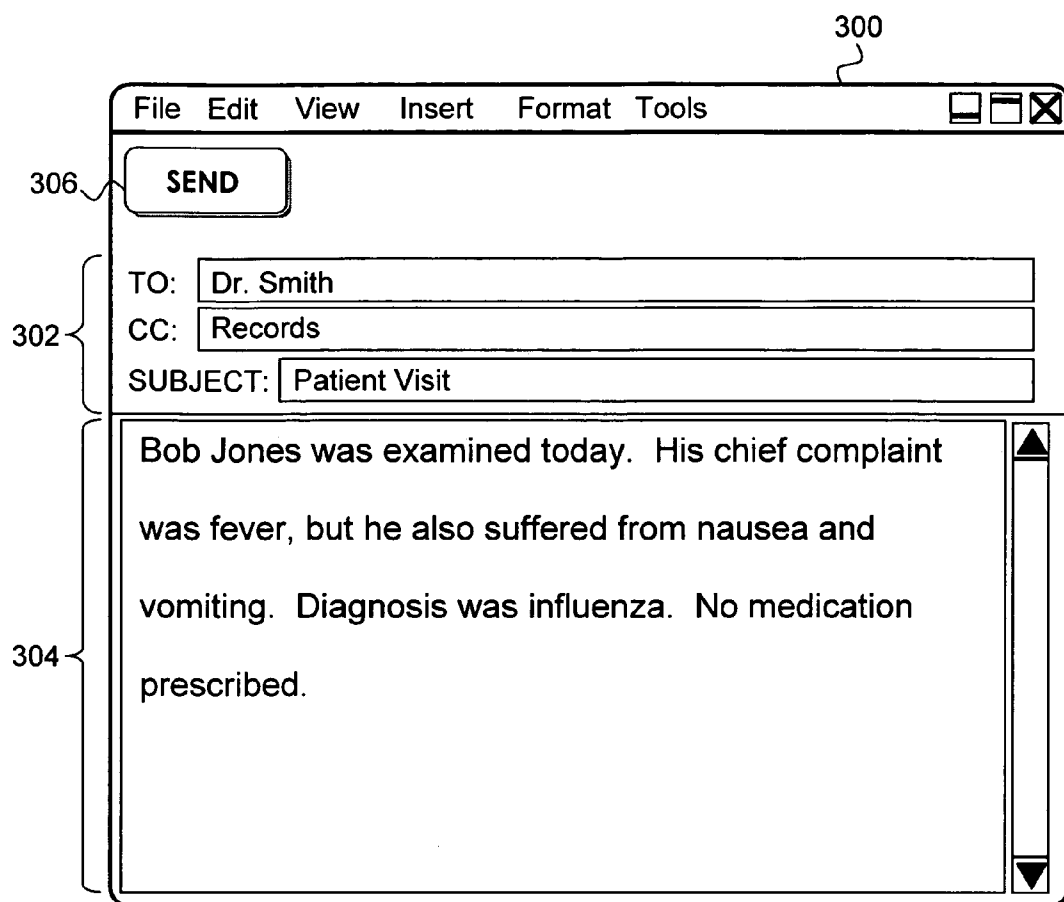 300
File Edit View Insert Format Tools
306
SEND
TO: Dr. Smith
302
CC: Records
SUBJECT: Patient Visit
Bob Jones was examined today. His chief complaint
was fever, but he also suffered from nausea and
vomiting. Diagnosis was influenza. No medication
304
prescribed.